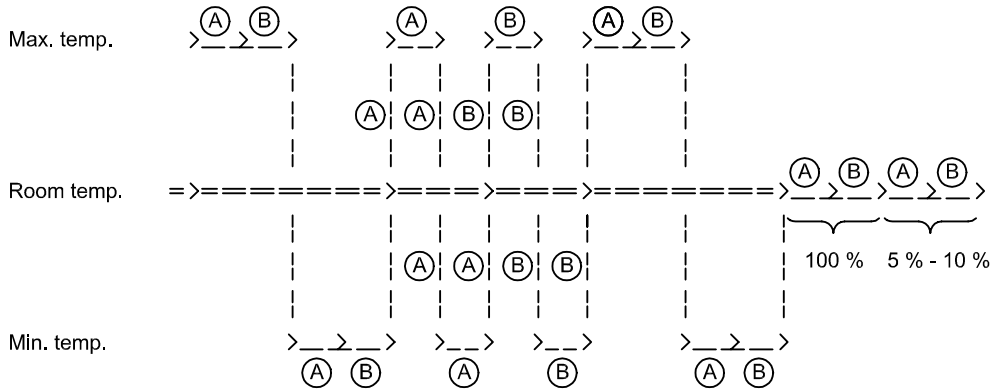 A B A B A B
Max. temp.
A A B B
Room temp.
A B A B
A A B B
100 % 5 % - 10 %
Min. temp.
A B A B A B